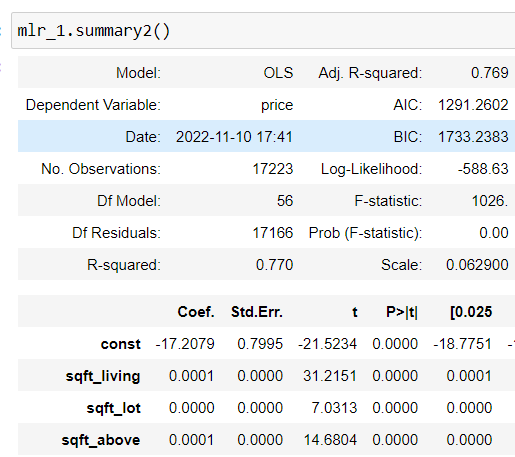 mlr_1.summary2()
Model: OLS Adj. R-squared: 0.769
Dependent Variable: price AIC: 1291.2602
Date: 2022-11-10 17:41 BIC: 1733.2383
No. Observations: 17223 Log-Likelihood: -588.63
Df Model: 56 F-statistic: 1026.
Df Residuals: 17166 Prob (F-statistic): 0.00
R-squared: 0.770 Scale: 0.062900
Coef. Std.Err. t P>|t| [0.025
const -17.2079 0.7995 -21.5234 0.0000 -18.7751
sqft_living 0.0001 0.0000 31.2151 0.0000 0.0001
sqft_lot 0.0000 0.0000 7.0313 0.0000 0.0000
sqft_above 0.0001 0.0000 14.6804 0.0000 0.0000